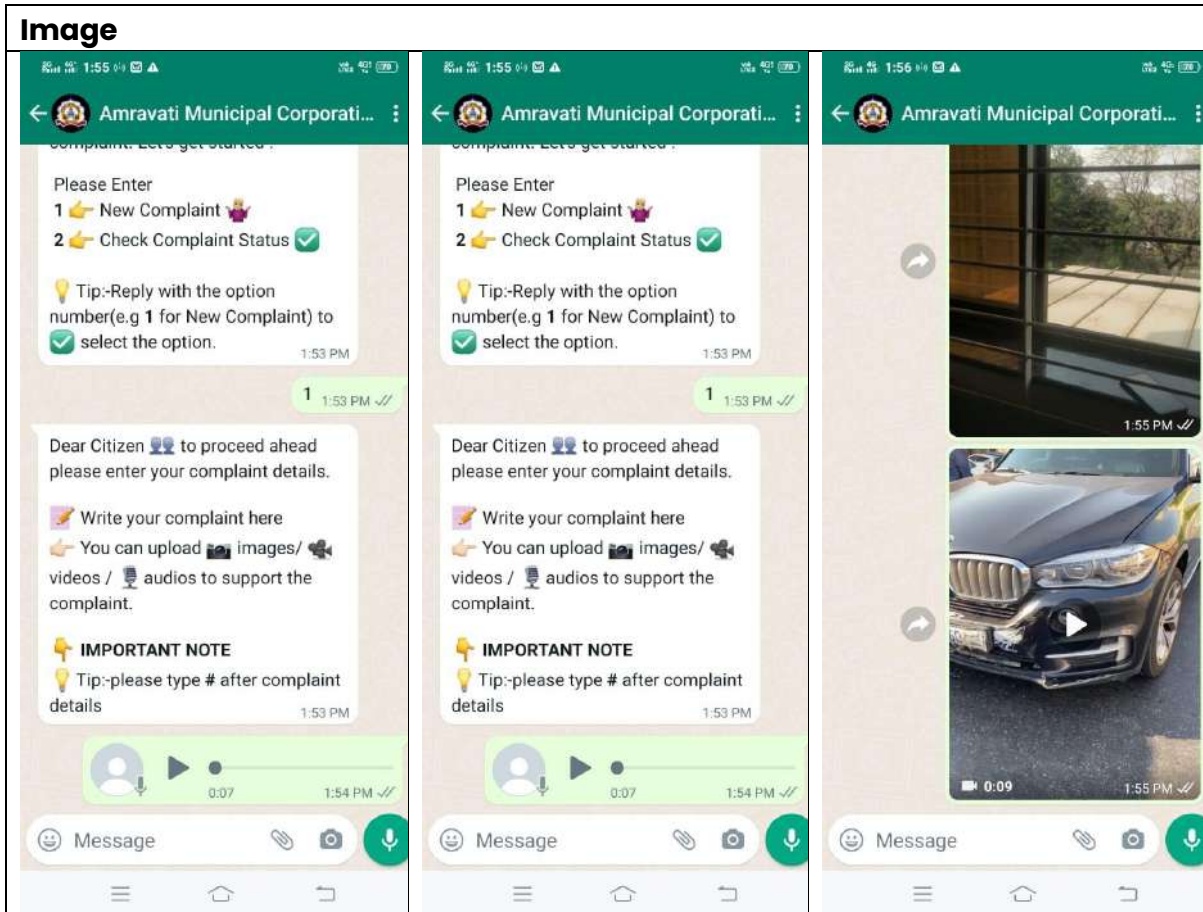 Image
1:55
Amravati Municipal Corporati...
complaint. Let's get started .
Please Enter
1 👉 New Complaint 🤷‍♀️
2 👉 Check Complaint Status ✅
💡 Tip:-Reply with the option
number(e.g 1 for New Complaint) to
✅ select the option.
1:53 PM
1 1:53 PM
Dear Citizen 👥 to proceed ahead
please enter your complaint details.
📝 Write your complaint here
👉🏻 You can upload 📷 images/ 🎥
videos / 🎙️ audios to support the
complaint.
👇 IMPORTANT NOTE
💡 Tip:-please type # after complaint
details
1:53 PM
0:07 1:54 PM
Message
1:55
Amravati Municipal Corporati...
complaint. Let's get started .
Please Enter
1 👉 New Complaint 🤷‍♀️
2 👉 Check Complaint Status ✅
💡 Tip:-Reply with the option
number(e.g 1 for New Complaint) to
✅ select the option.
1:53 PM
1 1:53 PM
Dear Citizen 👥 to proceed ahead
please enter your complaint details.
📝 Write your complaint here
👉🏻 You can upload 📷 images/ 🎥
videos / 🎙️ audios to support the
complaint.
👇 IMPORTANT NOTE
💡 Tip:-please type # after complaint
details
1:53 PM
0:07 1:54 PM
Message
1:56
Amravati Municipal Corporati...
1:55 PM
0:09 1:55 PM
Message